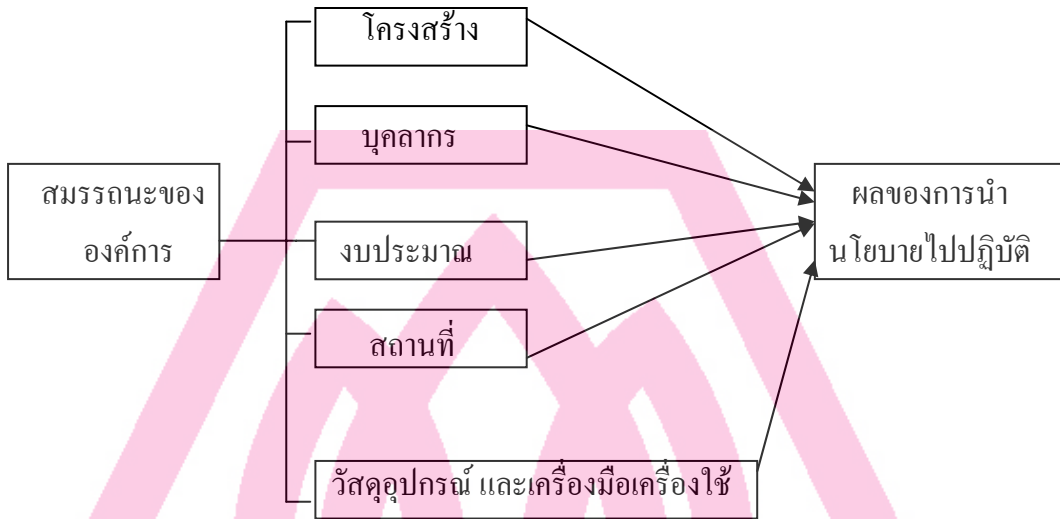 โครงสร้าง
บุคลากร
สมรรถนะของ
องค์การ
งบประมาณ
สถานที่
วัสดุอุปกรณ์ และเครื่องมือเครื่องใช้
ผลของการนำ
นโยบายไปปฏิบัติ